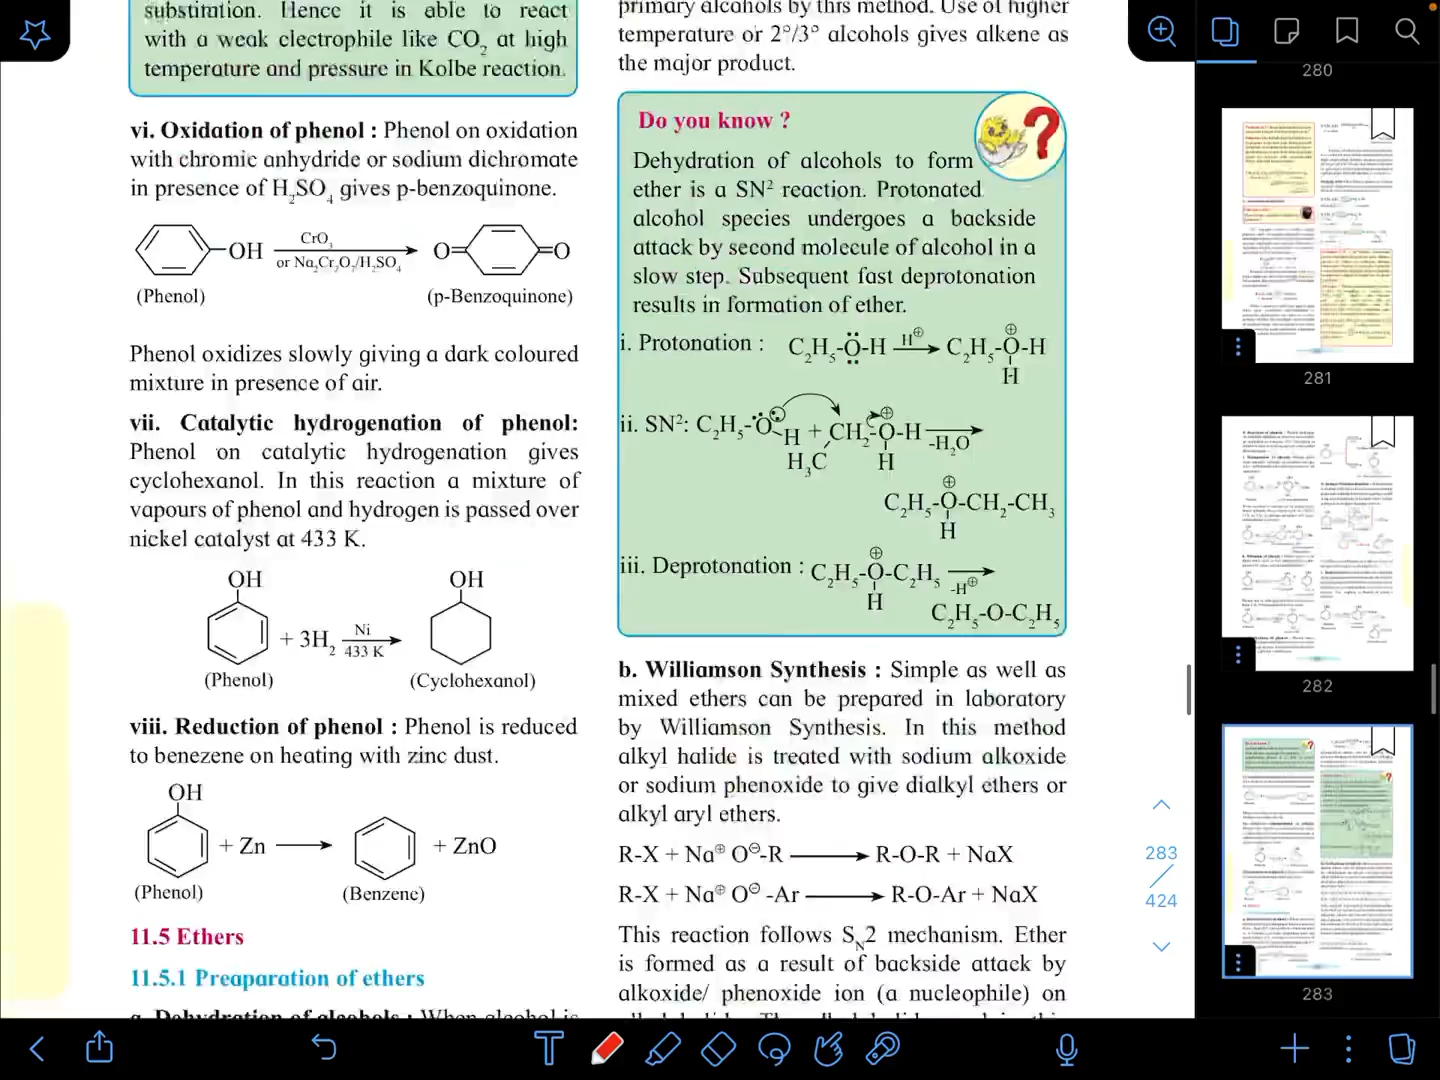 substitution. Hence it is able to react
with a weak electrophile like CO₂ at high
temperature and pressure in Kolbe reaction.
vi. Oxidation of phenol : Phenol on oxidation
with chromic anhydride or sodium dichromate
in presence of H₂SO₄ gives p-benzoquinone.
OH CrO₃ O O
or Na₂Cr₂O₇/H₂SO₄
(Phenol) (p-Benzoquinone)
Phenol oxidizes slowly giving a dark coloured
mixture in presence of air.
vii. Catalytic hydrogenation of phenol:
Phenol on catalytic hydrogenation gives
cyclohexanol. In this reaction a mixture of
vapours of phenol and hydrogen is passed over
nickel catalyst at 433 K.
OH OH
+ 3H₂ Ni
433 K
(Phenol) (Cyclohexanol)
viii. Reduction of phenol : Phenol is reduced
to benezene on heating with zinc dust.
OH
+ Zn ⟶ + ZnO
(Phenol) (Benzene)
11.5 Ethers
11.5.1 Preaparation of ethers
a. Dehydration of alcohols : When alcohol is
primary alcohols by this method. Use of higher
temperature or 2°/3° alcohols gives alkene as
the major product.
Do you know ?
?
Dehydration of alcohols to form
ether is a SN² reaction. Protonated
alcohol species undergoes a backside
attack by second molecule of alcohol in a
slow step. Subsequent fast deprotonation
results in formation of ether.
i. Protonation : C₂H₅-O-H H⊕ ⟶ C₂H₅-O⊕-H
H
ii. SN²: C₂H₅-O H + CH₂-O⊕-H -H₂O ⟶
H₃C H
C₂H₅-O⊕-CH₂-CH₃
H
iii. Deprotonation : C₂H₅-O⊕-C₂H₅ -H⊕ ⟶
H
C₂H₅-O-C₂H₅
b. Williamson Synthesis : Simple as well as
mixed ethers can be prepared in laboratory
by Williamson Synthesis. In this method
alkyl halide is treated with sodium alkoxide
or sodium phenoxide to give dialkyl ethers or
alkyl aryl ethers.
R-X + Na⊕ O⊖-R ⟶ R-O-R + NaX
R-X + Na⊕ O⊖ -Ar ⟶ R-O-Ar + NaX
This reaction follows S_N2 mechanism. Ether
is formed as a result of backside attack by
alkoxide/ phenoxide ion (a nucleophile) on
283
424
280
281
282
283
T